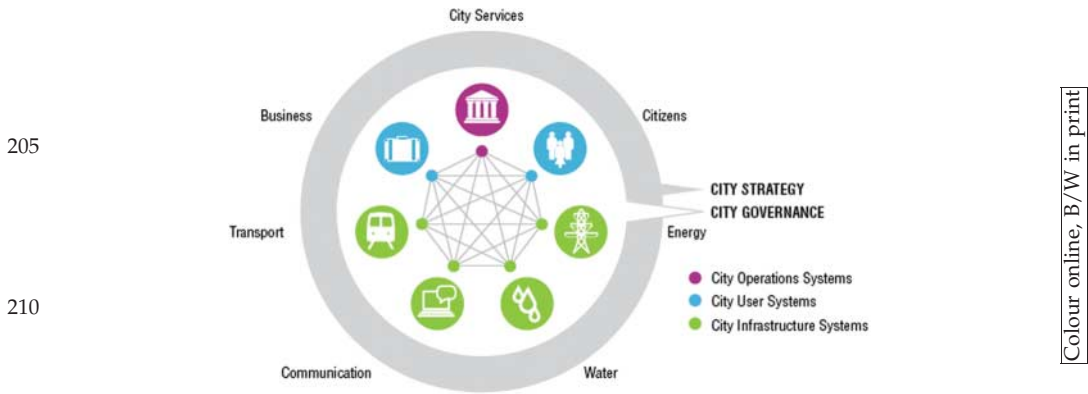 City Services
Business
Citizens
205
CITY STRATEGY
CITY GOVERNANCE
Transport
Energy
City Operations Systems
City User Systems
210
City Infrastructure Systems
Communication
Water
Colour online, B/W in print